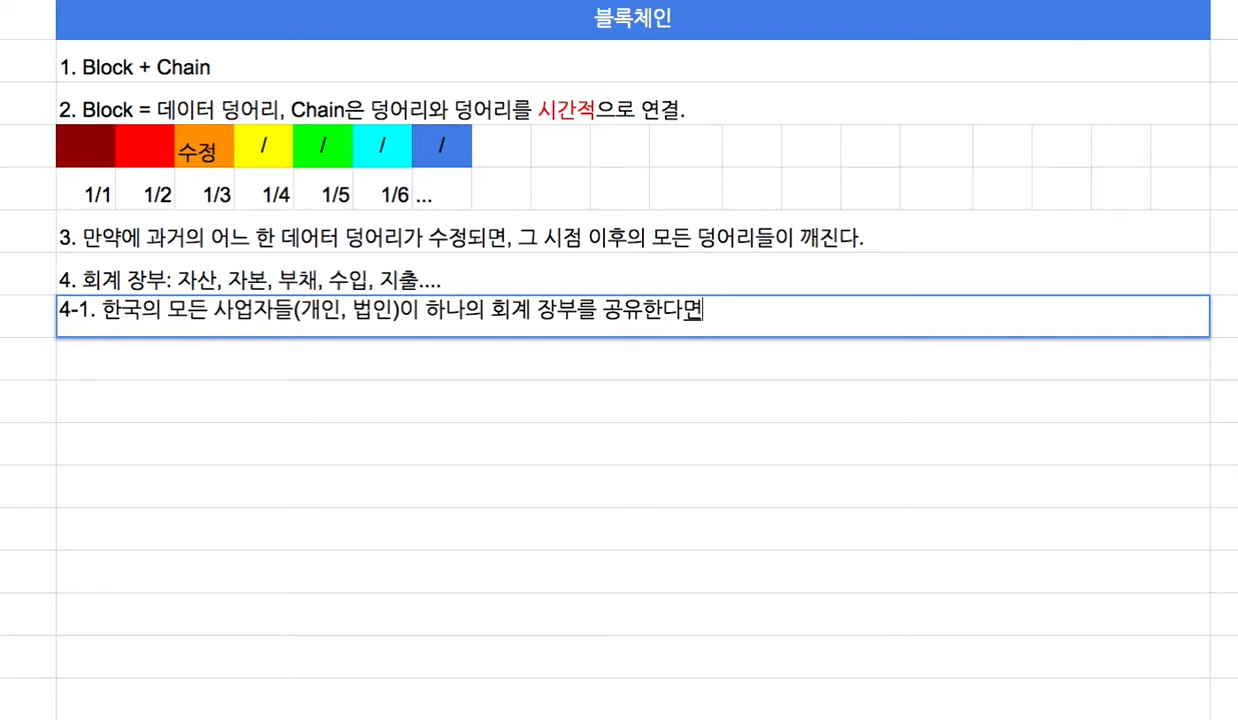 블록체인
1. Block + Chain
2. Block = 데이터 덩어리, Chain은 덩어리와 덩어리를 시간적으로 연결.
수정 / / / /
1/1 1/2 1/3 1/4 1/5 1/6 ...
3. 만약에 과거의 어느 한 데어터 덩어리가 수정되면, 그 시점 이후의 모든 덩어리들이 깨진다.
4. 회계 장부: 자산, 자본, 부채, 수입, 지출....
4-1. 한국의 모든 사업자들(개인, 법인)이 하나의 회계 장부를 공유한다면